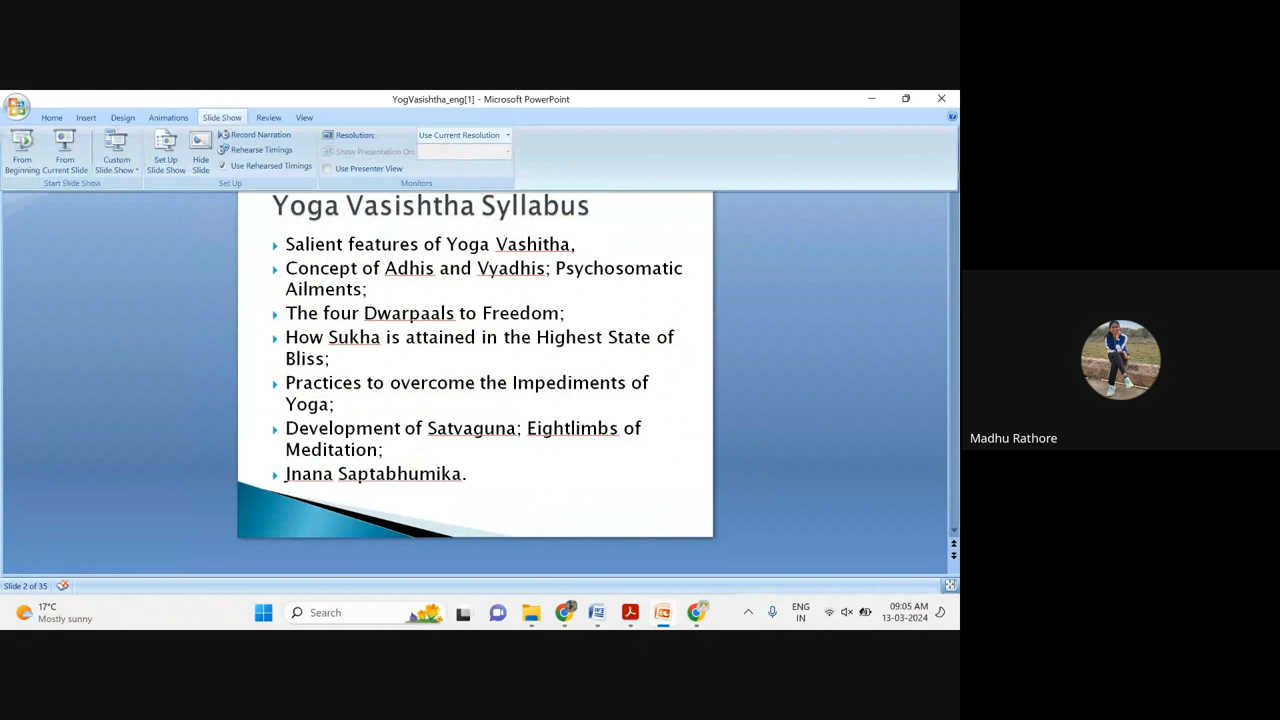 YogVasishtha_eng[1] - Microsoft PowerPoint
Home Insert Design Animations Slide Show Review View
From Beginning
From Current Slide
Custom Slide Show
Start Slide Show
Set Up Slide Show
Hide Slide
Record Narration
Rehearse Timings
Use Rehearsed Timings
Set Up
Resolution: Use Current Resolution
Show Presentation On:
Use Presenter View
Monitors
Yoga Vasishtha Syllabus
Salient features of Yoga Vashitha,
Concept of Adhis and Vyadhis; Psychosomatic
Ailments;
The four Dwarpaals to Freedom;
How Sukha is attained in the Highest State of
Bliss;
Practices to overcome the Impediments of
Yoga;
Development of Satvaguna; Eightlimbs of
Meditation;
Jnana Saptabhumika.
Madhu Rathore
Slide 2 of 35
17°C
Mostly sunny
Search
ENG
IN
09:05 AM
13-03-2024